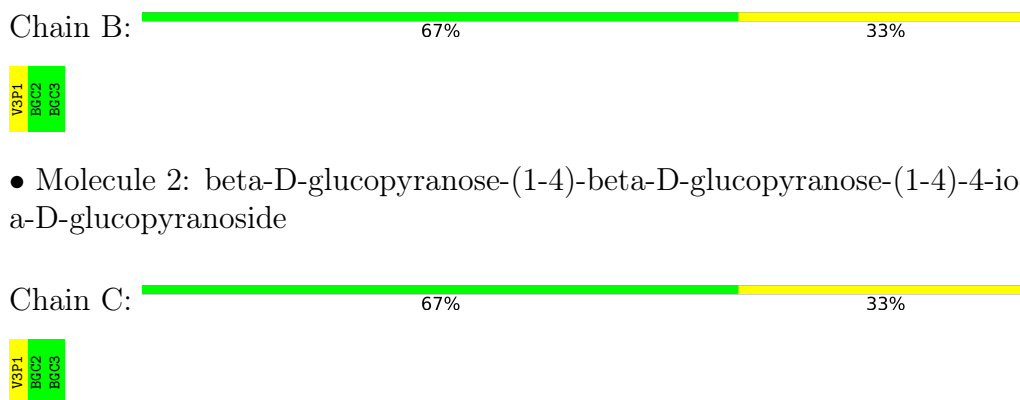 Chain B:
67% 33%
V3P1 BGC2 BGC3
• Molecule 2: beta-D-glucopyranose-(1-4)-beta-D-glucopyranose-(1-4)-4-io
a-D-glucopyranoside
Chain C:
67% 33%
V3P1 BGC2 BGC3